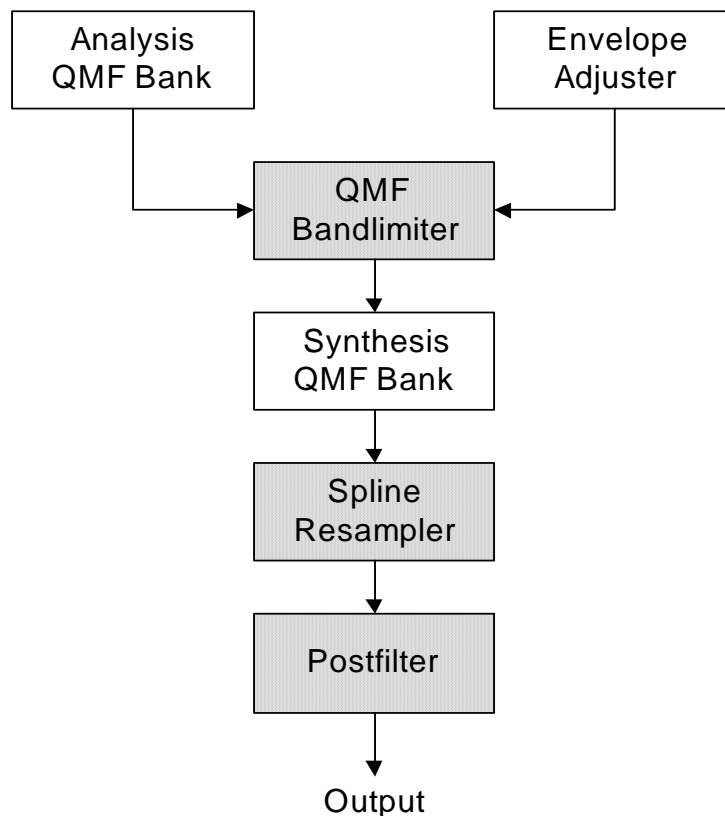 Analysis
QMF Bank
Envelope
Adjuster
QMF
Bandlimiter
Synthesis
QMF Bank
Spline
Resampler
Postfilter
Output